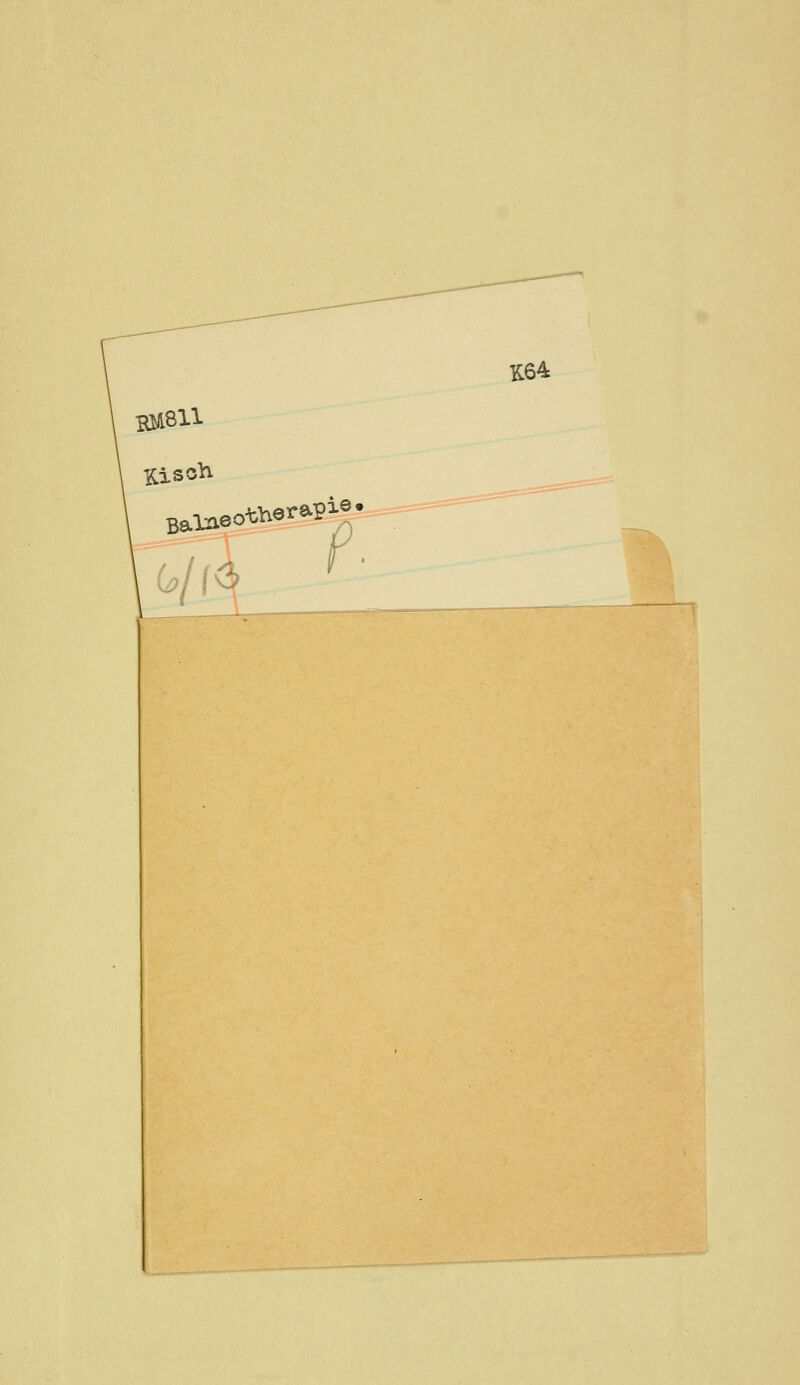 K64
RM811
Kisch
Balneotherapie.
6/13 P.